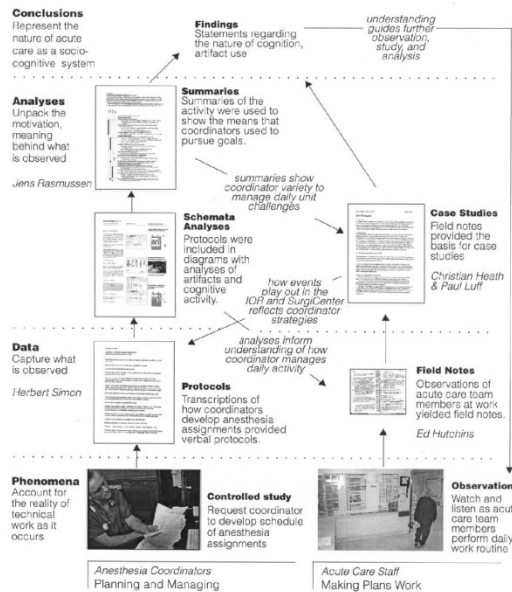 Conclusions
Represent the
nature of acute
care as a socio-
cognitive system
Findings
Statements regarding
the nature of cognition,
artifact use
understanding
guides further
observation,
study, and
analysis
Analyses
Unpack the
motivation,
meaning
behind what
is observed
Jens Rasmussen
Summaries
Summaries of the
activity were used to
show the means that
coordinators used to
pursue goals.
summaries show
coordinator variety to
manage daily unit
challenges
Schemata
Analyses
Protocols were
included in
diagrams with
analyses of
artifacts and
cognitive
activity.
Case Studies
Field notes
provided the
basis for case
studies
Christian Heath
& Paul Luff
how events
play out in the
IOR and SurgiCenter
reflects coordinator
strategies
Data
Capture what
is observed
Herbert Simon
analyses inform
understanding of how
coordinator manages
daily activity
Protocols
Transcriptions of
how coordinators
develop anesthesia
assignments provided
verbal protocols.
Field Notes
Observations of
acute care team
members at work
yielded field notes.
Ed Hutchins
Phenomena
Account for
the reality of
technical
work as it
occurs
Controlled study
Request coordinator
to develop schedule
of anesthesia
assignments
Observation
Watch and
listen as acute
care team
members
perform daily
work routine
Anesthesia Coordinators
Planning and Managing
Acute Care Staff
Making Plans Work